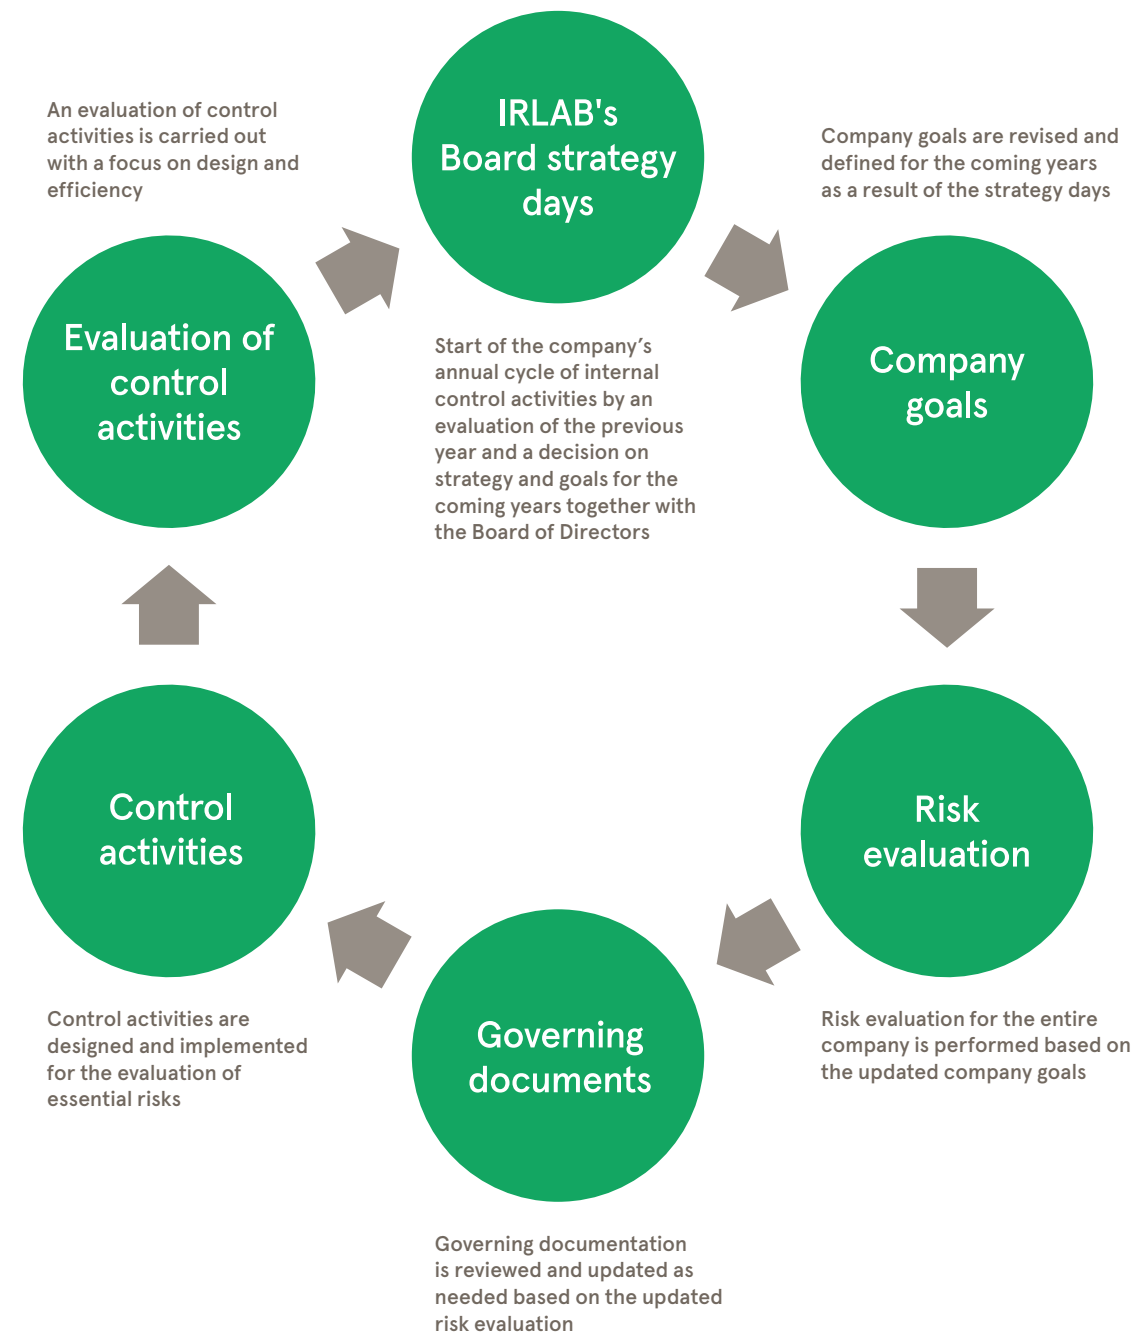 IRLAB's
Board strategy
days
Start of the company’s
annual cycle of internal
control activities by an
evaluation of the previous
year and a decision on
strategy and goals for the
coming years together with
the Board of Directors
Company goals are revised and
defined for the coming years
as a result of the strategy days
Company
goals
Risk
evaluation
Risk evaluation for the entire
company is performed based on
the updated company goals
Governing
documents
Governing documentation
is reviewed and updated as
needed based on the updated
risk evaluation
Control
activities
Control activities are
designed and implemented
for the evaluation of
essential risks
An evaluation of control
activities is carried out
with a focus on design and
efficiency
Evaluation of
control
activities